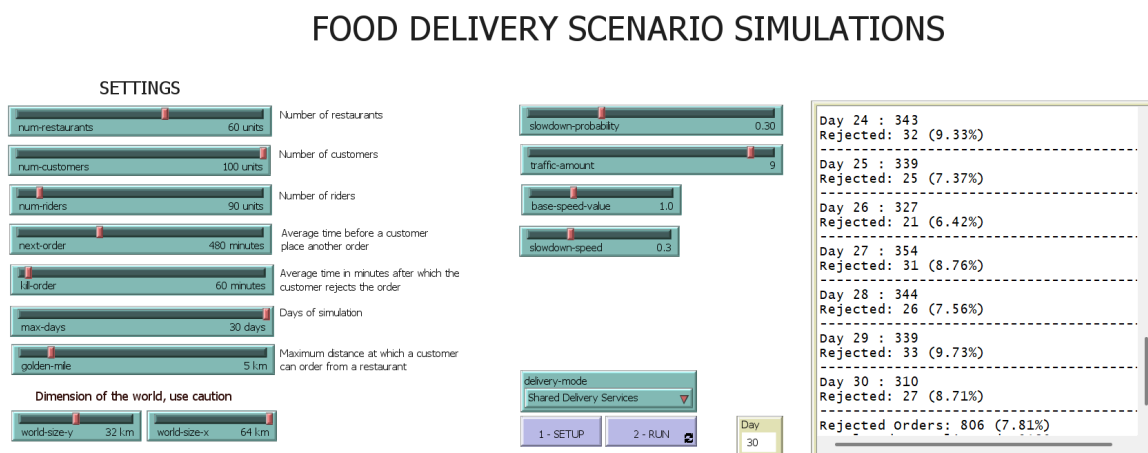 FOOD DELIVERY SCENARIO SIMULATIONS
SETTINGS
num-restaurants 60 units
Number of restaurants
num-customers 100 units
Number of customers
num-riders 90 units
Number of riders
next-order 480 minutes
Average time before a customer
place another order
kill-order 60 minutes
Average time in minutes after which the
customer rejects the order
max-days 30 days
Days of simulation
golden-mile 5 km
Maximum distance at which a customer
can order from a restaurant
Dimension of the world, use caution
world-size-y 32 km
world-size-x 64 km
slowdown-probability 0.30
traffic-amount 9
base-speed-value 1.0
slowdown-speed 0.3
delivery-mode
Shared Delivery Services
1 - SETUP
2 - RUN
Day
30
Day 24 : 343
Rejected: 32 (9.33%)
---------------------------------------------
Day 25 : 339
Rejected: 25 (7.37%)
---------------------------------------------
Day 26 : 327
Rejected: 21 (6.42%)
---------------------------------------------
Day 27 : 354
Rejected: 31 (8.76%)
---------------------------------------------
Day 28 : 344
Rejected: 26 (7.56%)
---------------------------------------------
Day 29 : 339
Rejected: 33 (9.73%)
---------------------------------------------
Day 30 : 310
Rejected: 27 (8.71%)
---------------------------------------------
Rejected Orders: 806 (7.81%)